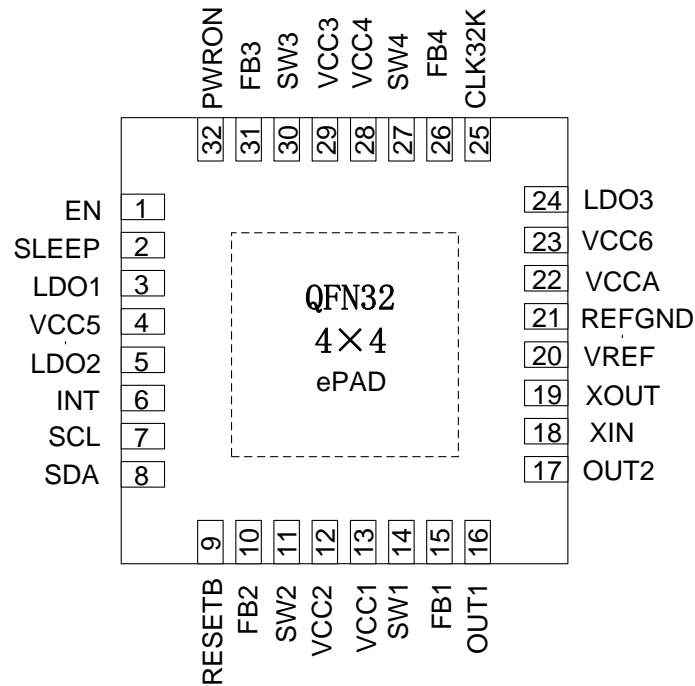 PWRON
FB3
SW3
VCC3
VCC4
SW4
FB4
CLK32K
32
31
30
29
28
27
26
25
EN 1
SLEEP 2
LDO1 3
VCC5 4
LDO2 5
INT 6
SCL 7
SDA 8
QFN32
4×4
ePAD
24 LDO3
23 VCC6
22 VCCA
21 REFGND
20 VREF
19 XOUT
18 XIN
17 OUT2
9
10
11
12
13
14
15
16
RESETB
FB2
SW2
VCC2
VCC1
SW1
FB1
OUT1